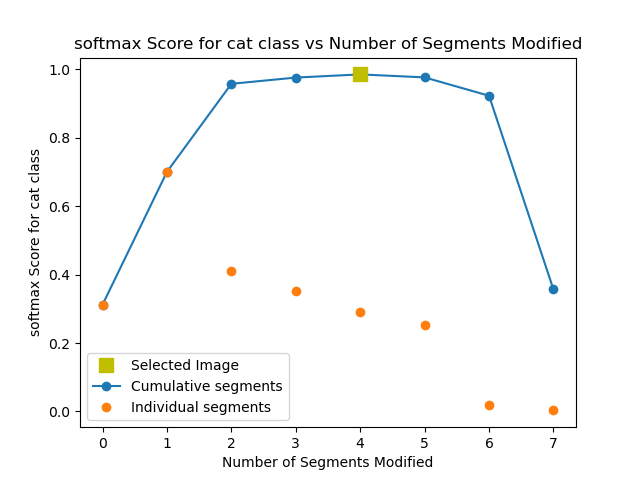 softmax Score for cat class vs Number of Segments Modified
1.0
0.8
0.6
0.4
0.2
0.0
softmax Score for cat class
Selected Image
Cumulative segments
Individual segments
0 1 2 3 4 5 6 7
Number of Segments Modified